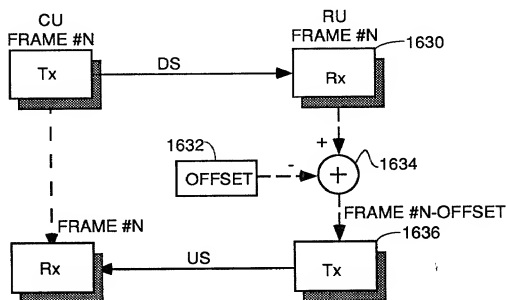 CU
FRAME #N
RU
FRAME #N
1630
Tx
DS
Rx
1632
+
-
OFFSET
+
1634
FRAME #N
FRAME #N-OFFSET
1636
Rx
US
Tx